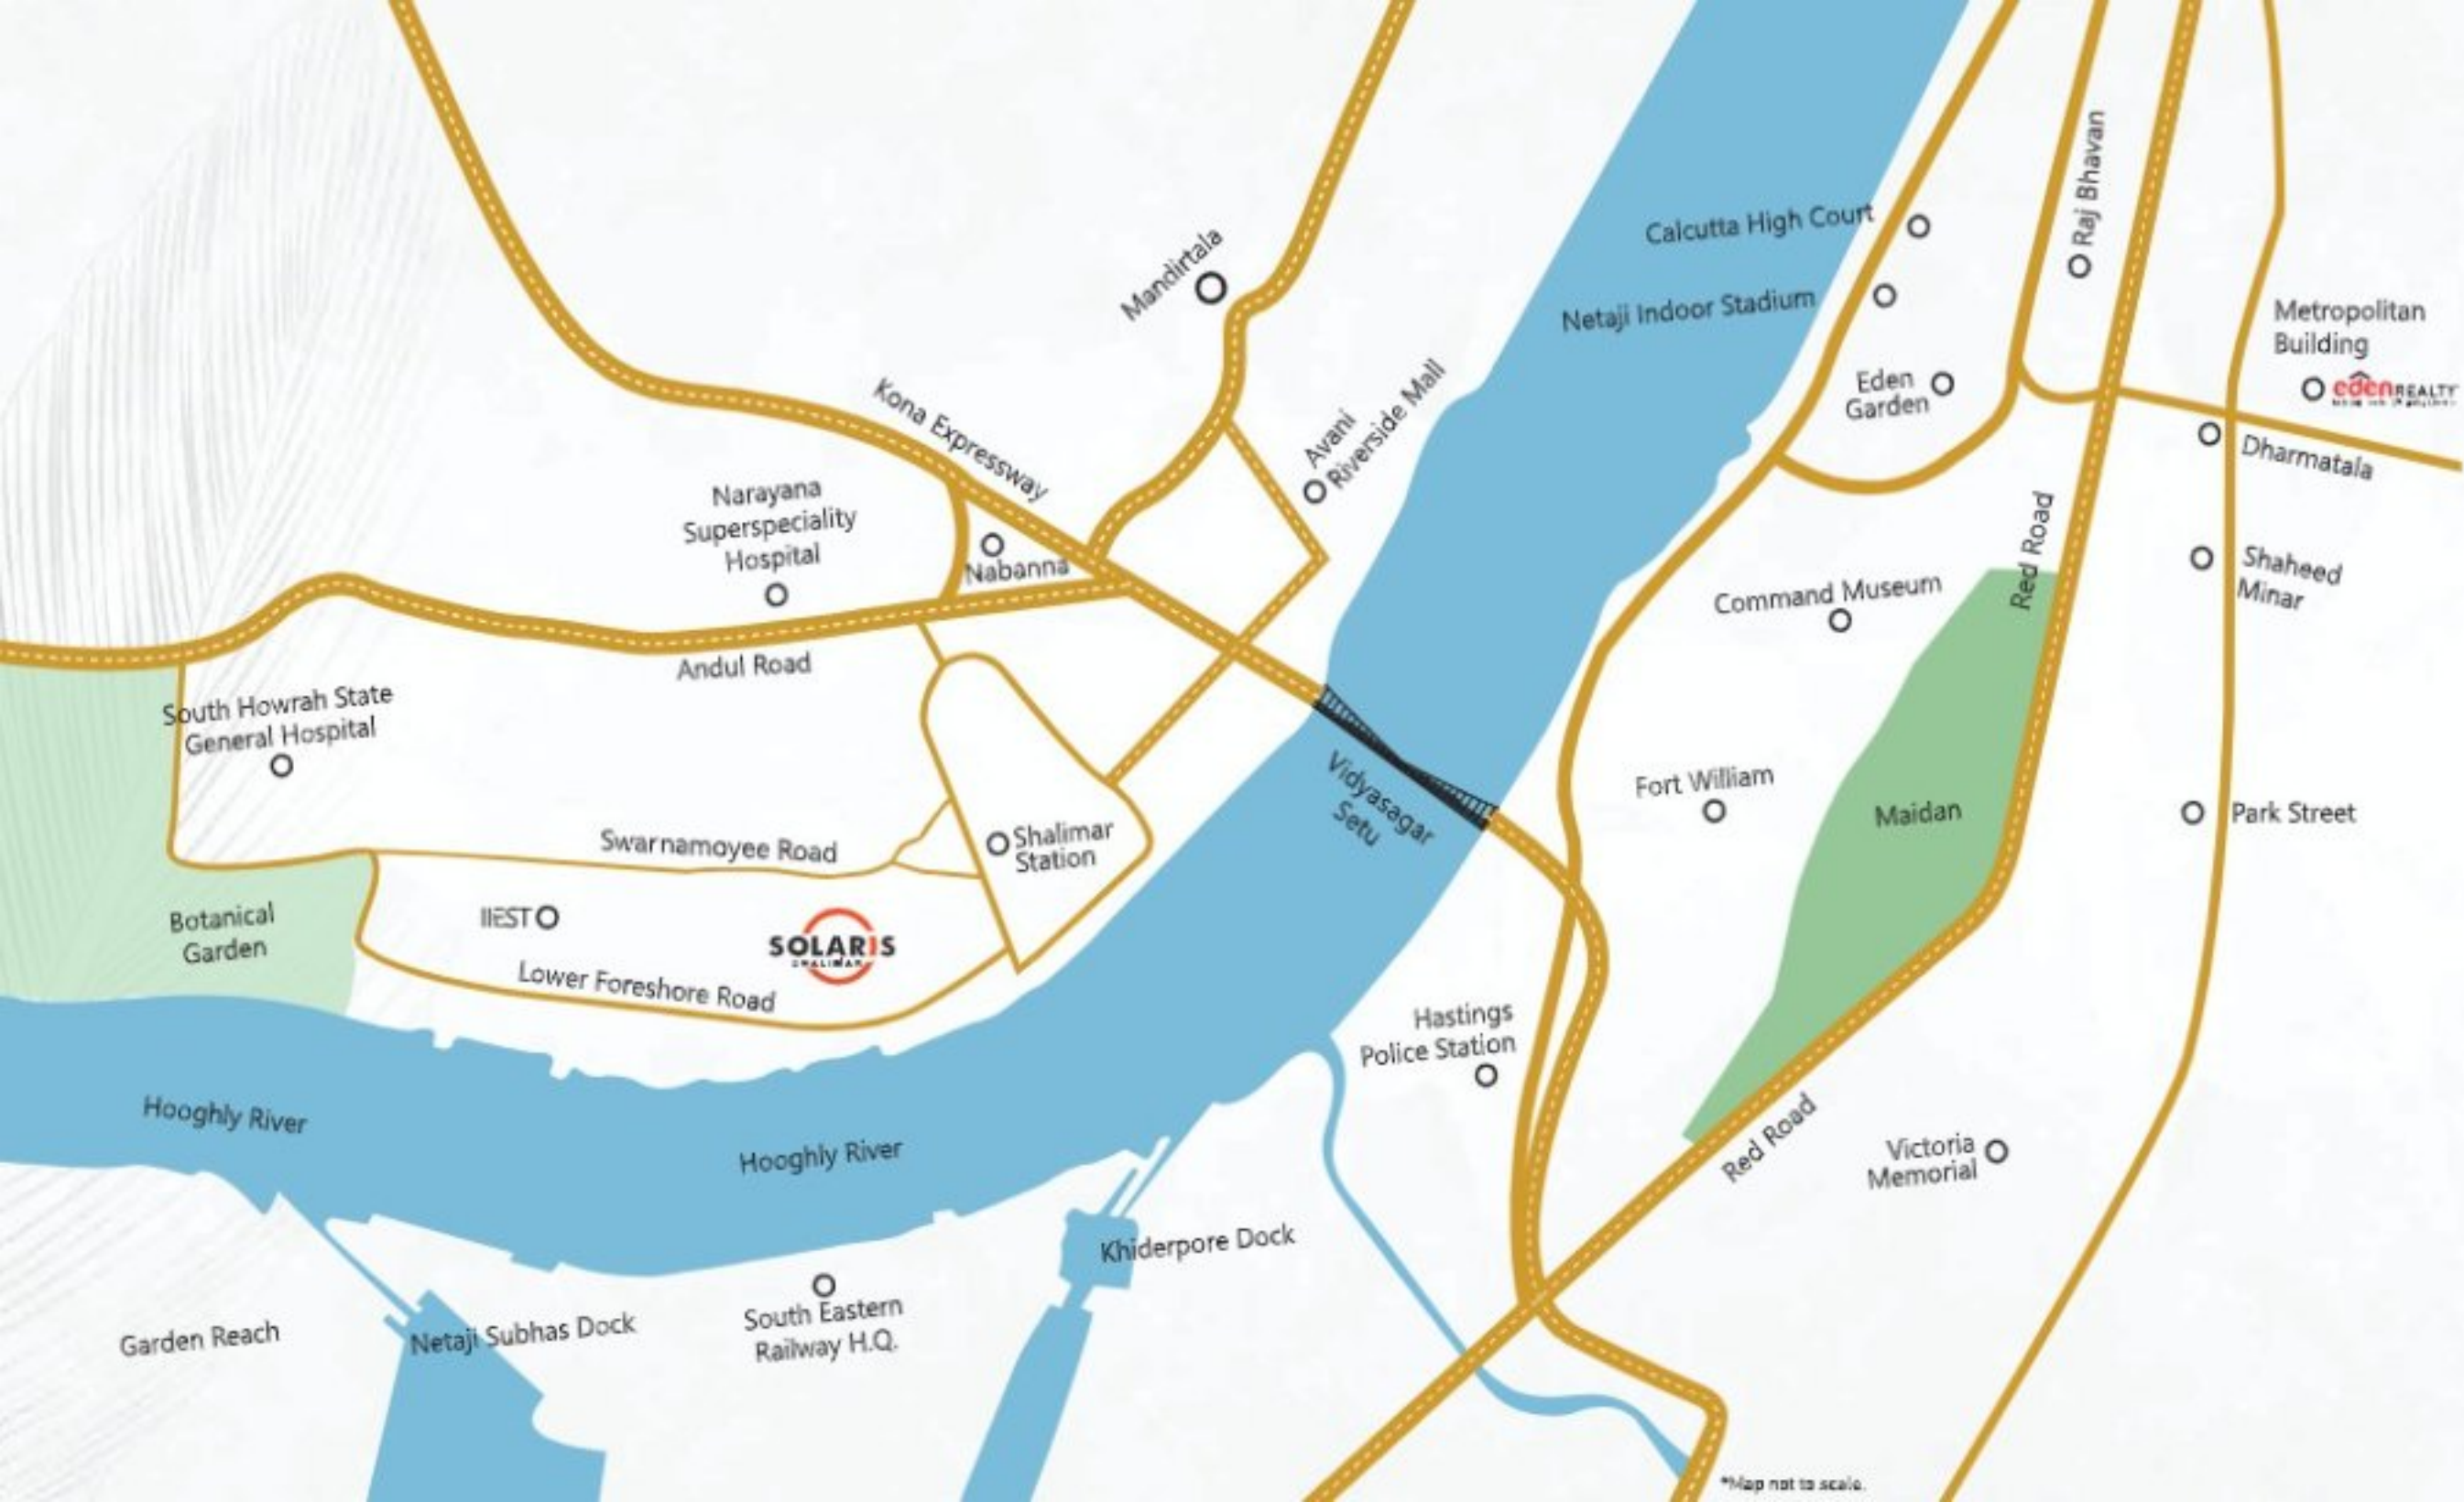 Calcutta High Court
Raj Bhavan
Mandirtala
Netaji Indoor Stadium
Metropolitan
Building
eden REALTY
Eden
Garden
Kona Expressway
Avani
Riverside Mall
Dharmatala
Narayana
Superspeciality
Hospital
Nabanna
Red Road
Command Museum
Shaheed
Minar
Andul Road
South Howrah State
General Hospital
Vidyasagar
Setu
Fort William
Maidan
Park Street
Swarnamoyee Road
Shalimar
Station
Botanical
Garden
IIEST
SOLARIS
SHALIMAR
Lower Foreshore Road
Hastings
Police Station
Hooghly River
Hooghly River
Red Road
Victoria
Memorial
Khiderpore Dock
Garden Reach
Netaji Subhas Dock
South Eastern
Railway H.Q.
*Map not to scale.